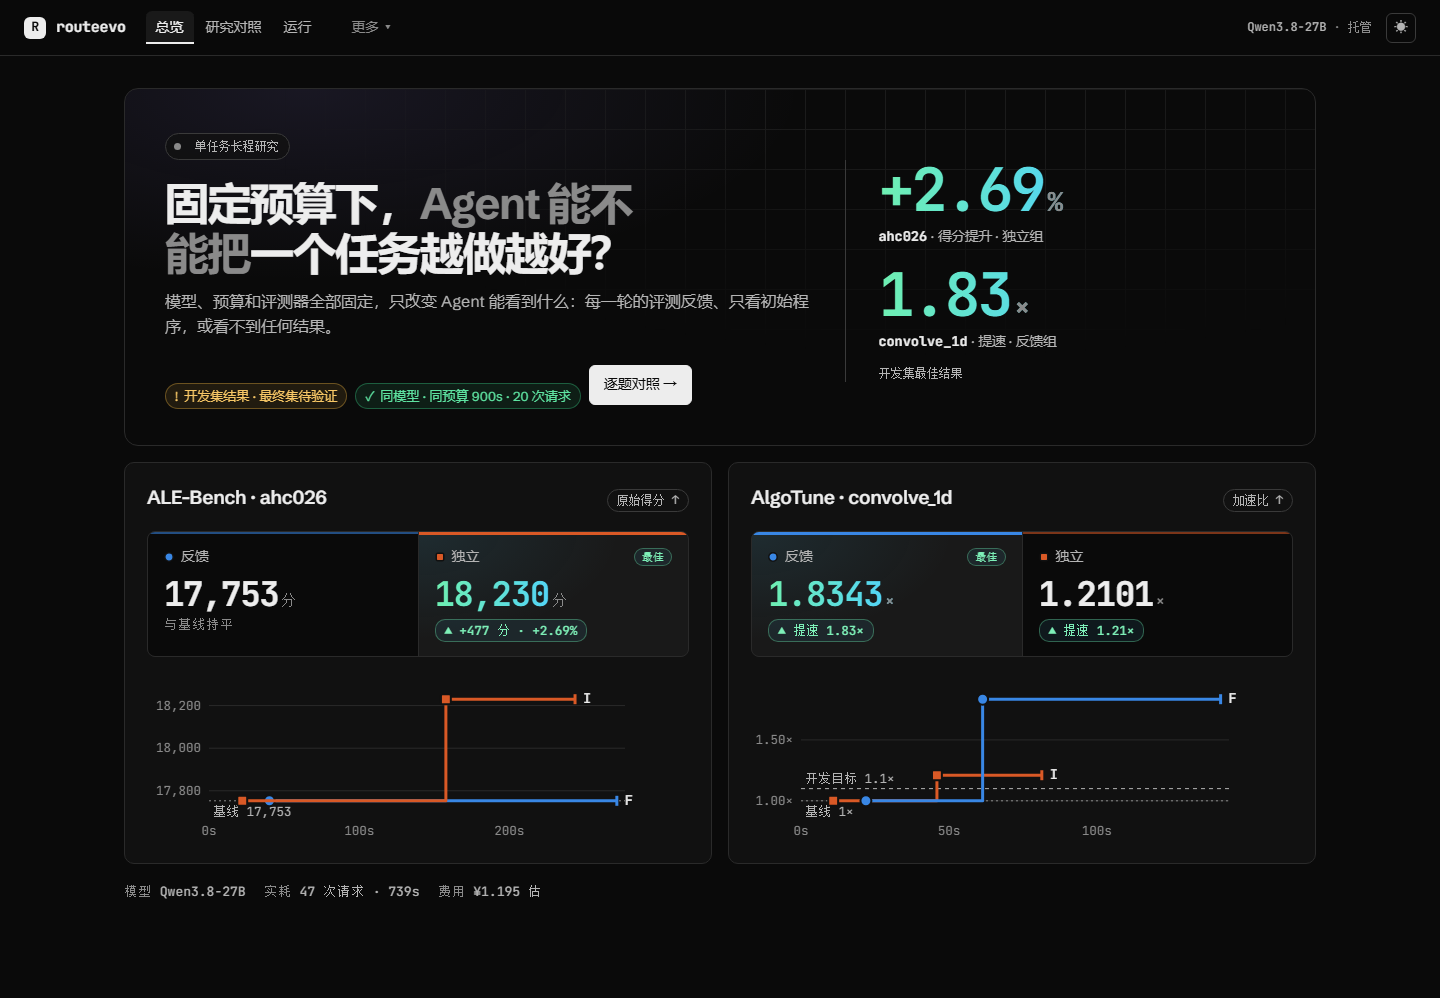 R routeevo 总览 研究对照 运行 更多 ▾ Qwen3.8-27B · 托管
单任务长程研究
固定预算下，Agent 能不
能把一个任务越做越好？
模型、预算和评测器全部固定，只改变 Agent 能看到什么：每一轮的评测反馈、只看初始程
序，或看不到任何结果。
! 开发集结果 · 最终集待验证 ✓ 同模型 · 同预算 900s · 20 次请求 逐题对照 →
+2.69%
ahc026 · 得分提升 · 独立组
1.83×
convolve_1d · 提速 · 反馈组
开发集最佳结果
ALE-Bench · ahc026 原始得分 ↑
反馈
17,753 分
与基线持平
独立 最佳
18,230 分
▲ +477 分 · +2.69%
18,200
18,000
17,800
I
F
基线 17,753
0s 100s 200s
AlgoTune · convolve_1d 加速比 ↑
反馈 最佳
1.8343×
▲ 提速 1.83×
独立
1.2101×
▲ 提速 1.21×
F
1.50×
I
开发目标 1.1×
1.00×
基线 1×
0s 50s 100s
模型 Qwen3.8-27B 实耗 47 次请求 · 739s 费用 ¥1.195 估